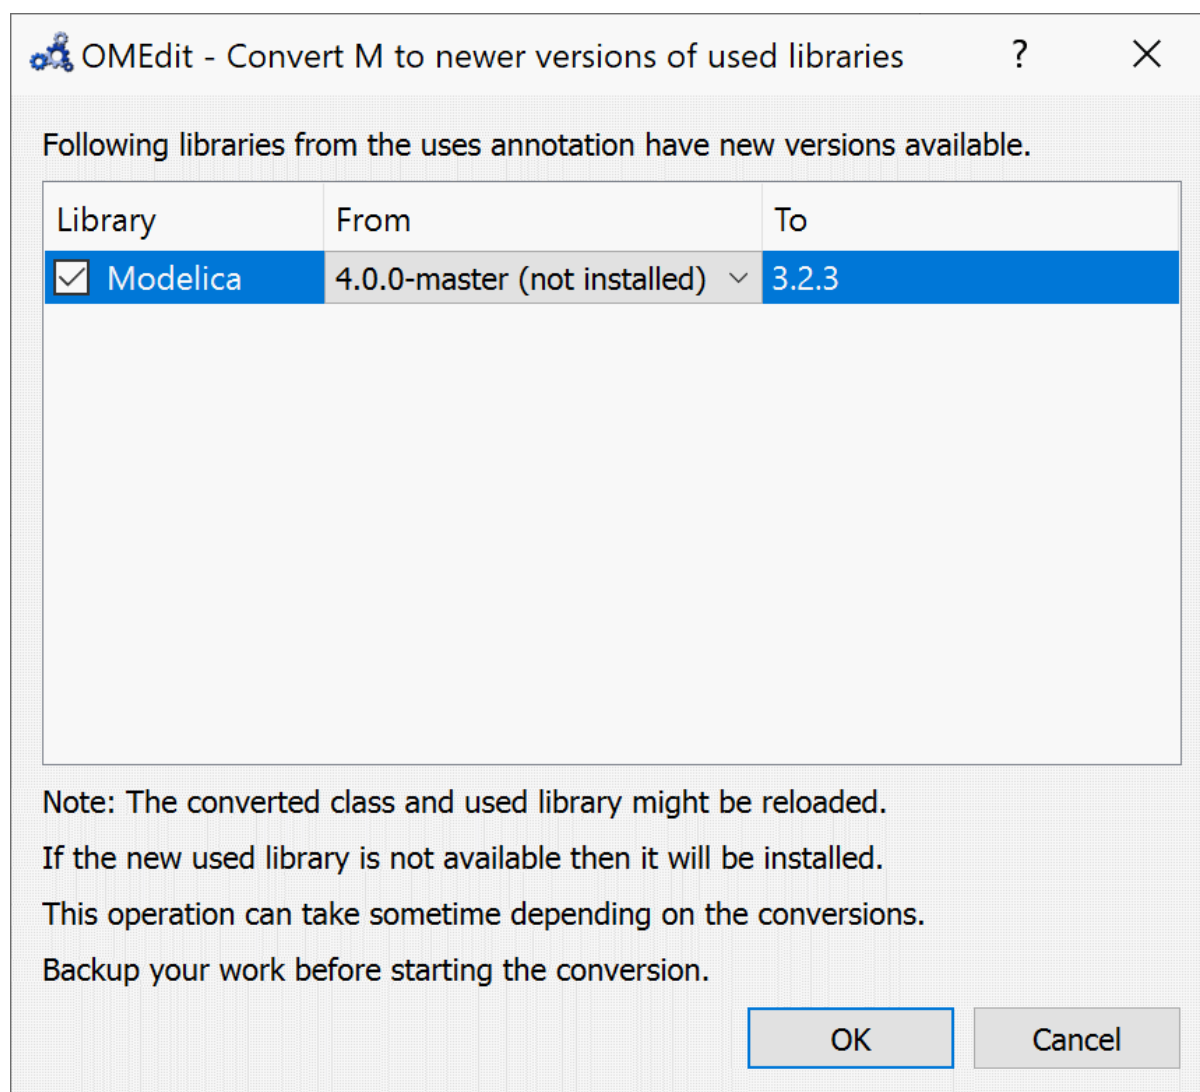 OMEdit - Convert M to newer versions of used libraries ?
Following libraries from the uses annotation have new versions available.
Library From To
Modelica 4.0.0-master (not installed) 3.2.3
Note: The converted class and used library might be reloaded.
If the new used library is not available then it will be installed.
This operation can take sometime depending on the conversions.
Backup your work before starting the conversion.
OK Cancel